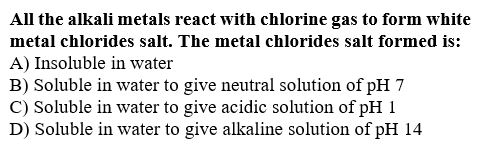 All the alkali metals react with chlorine gas to form white
metal chlorides salt. The metal chlorides salt formed is:
A) Insoluble in water
B) Soluble in water to give neutral solution of pH 7
C) Soluble in water to give acidic solution of pH 1
D) Soluble in water to give alkaline solution of pH 14